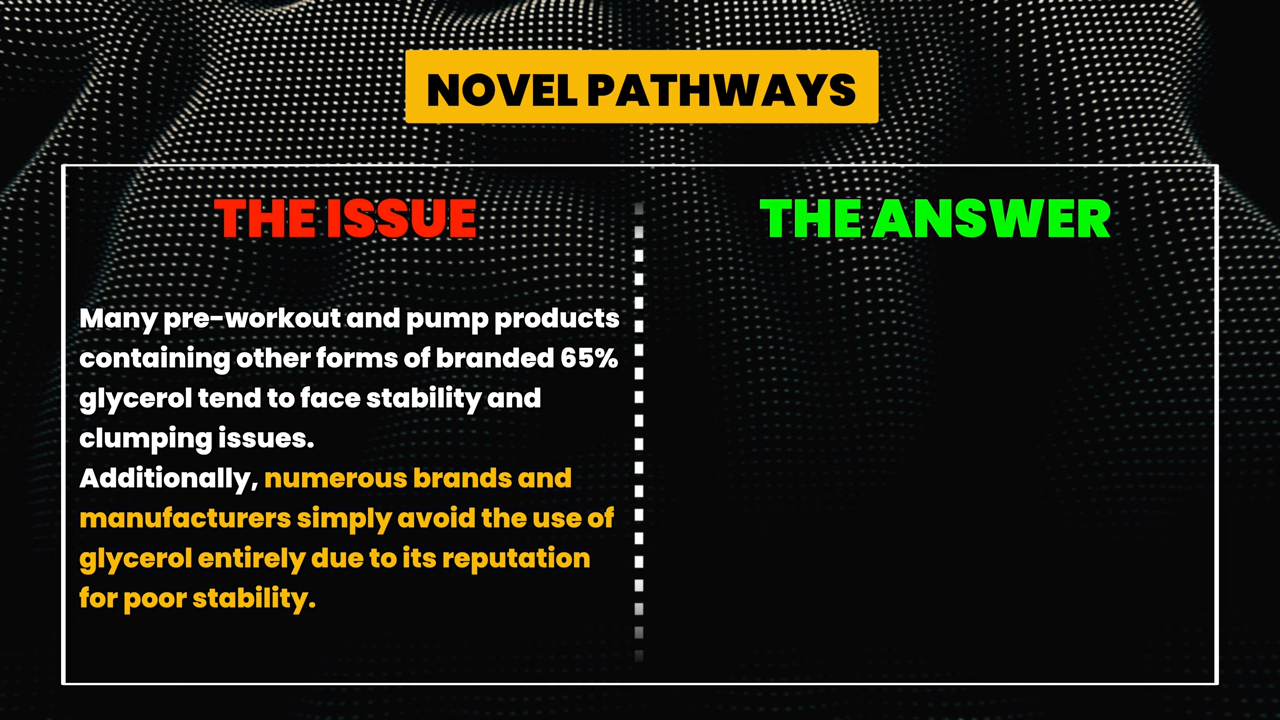 NOVEL PATHWAYS
THE ISSUE
THE ANSWER
Many pre-workout and pump products
containing other forms of branded 65%
glycerol tend to face stability and
clumping issues.
Additionally, numerous brands and
manufacturers simply avoid the use of
glycerol entirely due to its reputation
for poor stability.